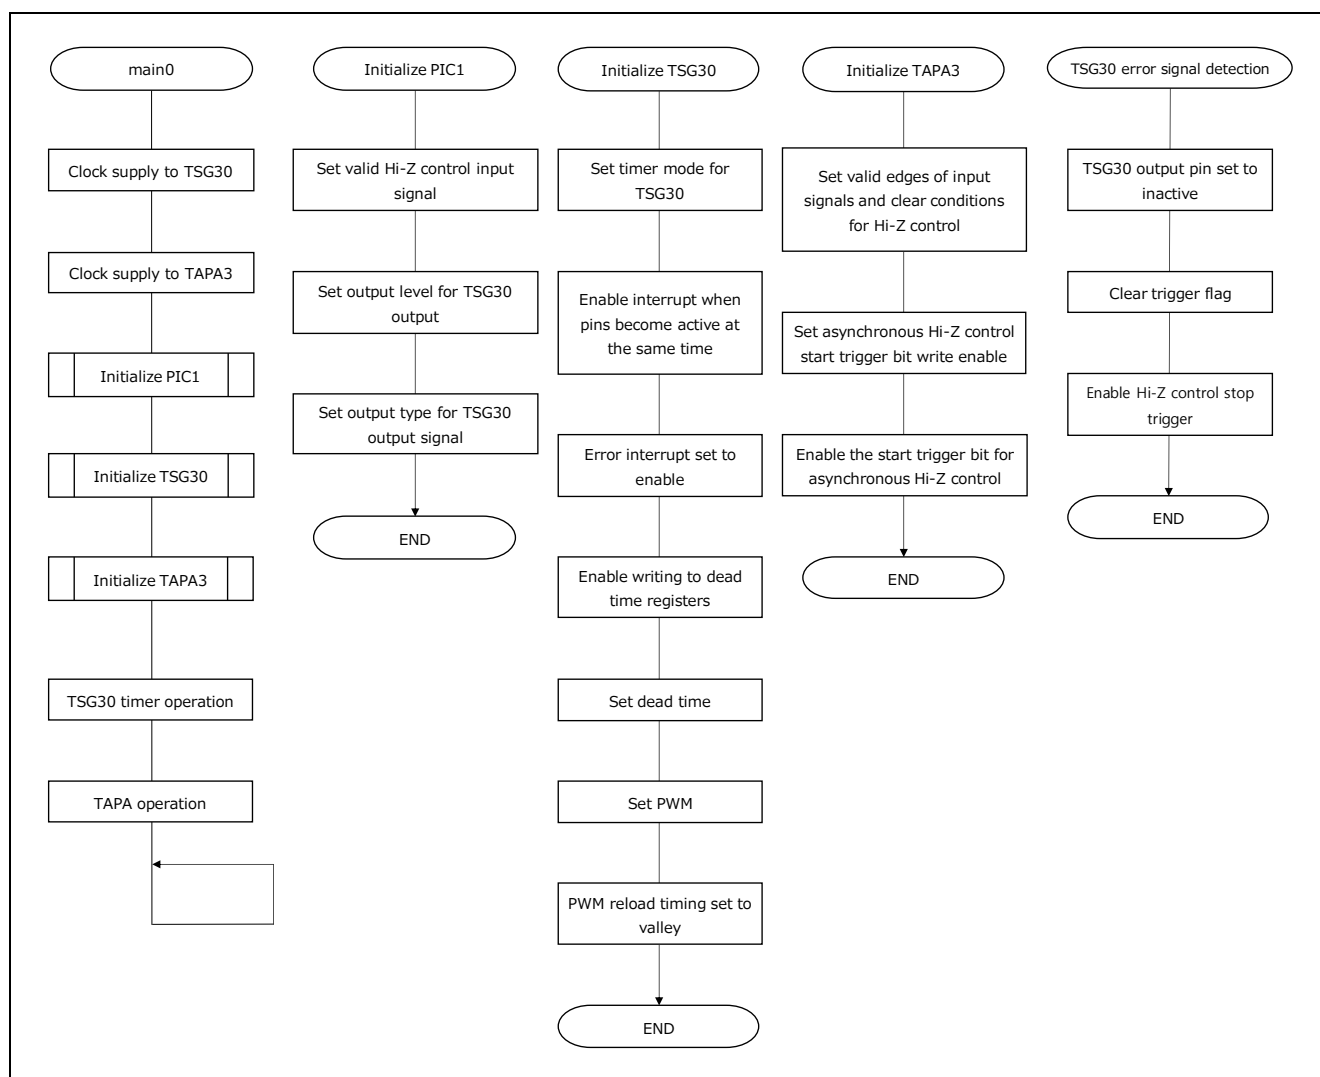 main0
Clock supply to TSG30
Clock supply to TAPA3
Initialize PIC1
Initialize TSG30
Initialize TAPA3
TSG30 timer operation
TAPA operation
Initialize PIC1
Set valid Hi-Z control input
signal
Set output level for TSG30
output
Set output type for TSG30
output signal
END
Initialize TSG30
Set timer mode for
TSG30
Enable interrupt when
pins become active at
the same time
Error interrupt set to
enable
Enable writing to dead
time registers
Set dead time
Set PWM
PWM reload timing set to
valley
END
Initialize TAPA3
Set valid edges of input
signals and clear conditions
for Hi-Z control
Set asynchronous Hi-Z control
start trigger bit write enable
Enable the start trigger bit for
asynchronous Hi-Z control
END
TSG30 error signal detection
TSG30 output pin set to
inactive
Clear trigger flag
Enable Hi-Z control stop
trigger
END